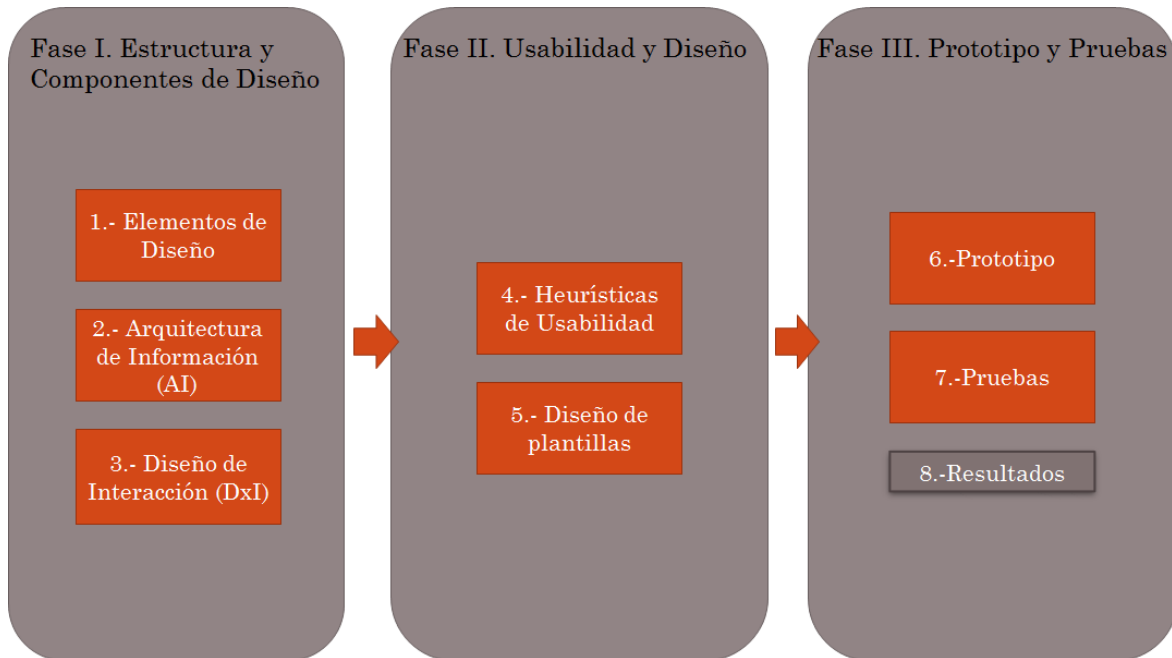 Fase I. Estructura y
Componentes de Diseño
1.- Elementos de
Diseño
2.- Arquitectura
de Información
(AI)
3.- Diseño de
Interacción (DxI)
Fase II. Usabilidad y Diseño
4.- Heurísticas
de Usabilidad
5.- Diseño de
plantillas
Fase III. Prototipo y Pruebas
6.-Prototipo
7.-Pruebas
8.-Resultados